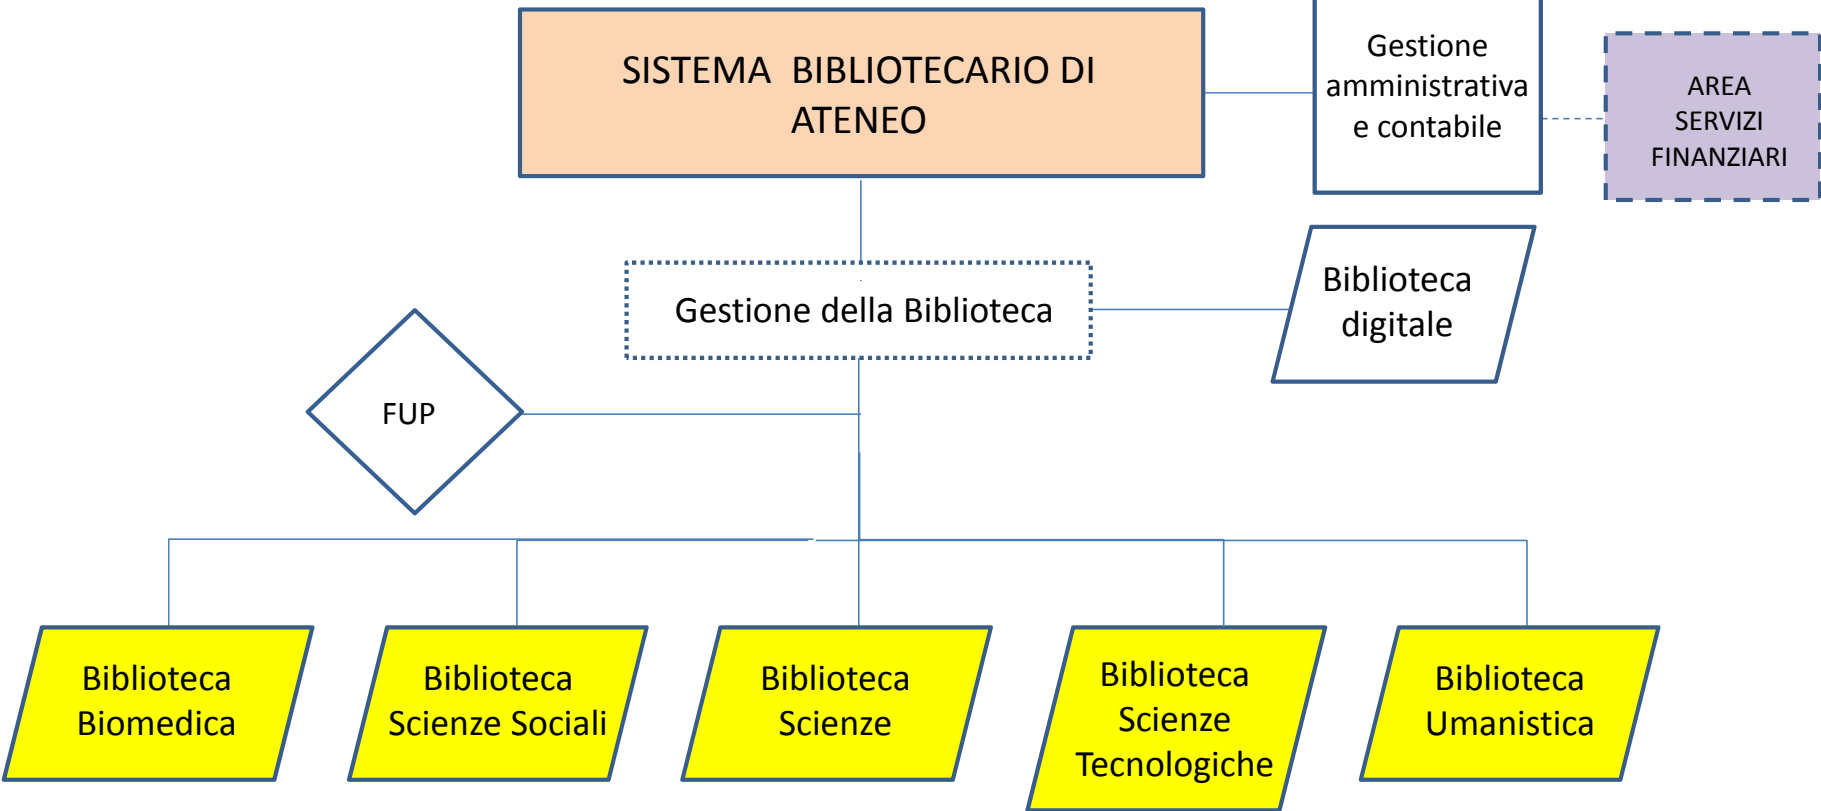 SISTEMA BIBLIOTECARIO DI
ATENEO
Gestione
amministrativa
e contabile
AREA
SERVIZI
FINANZIARI
Gestione della Biblioteca
Biblioteca
digitale
FUP
Biblioteca
Biomedica
Biblioteca
Scienze Sociali
Biblioteca
Scienze
Biblioteca
Scienze
Tecnologiche
Biblioteca
Umanistica